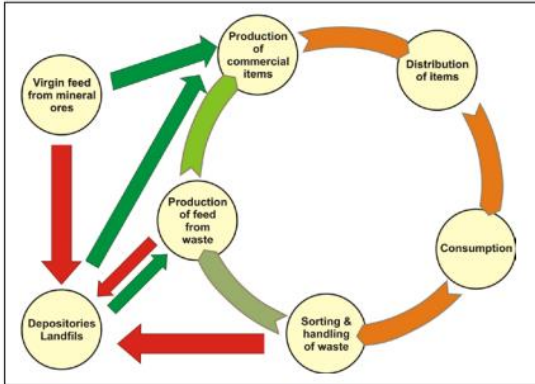 Production
of
commercial
items
Distribution
of items
Virgin feed
from mineral
ores
Production
of feed
from
waste
Consumption
Depositories
Landfils
Sorting &
handling
of waste